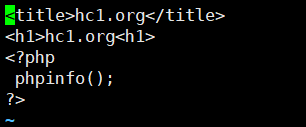 <title>hc1.org</title>
<h1>hc1.org<h1>
<?php
 phpinfo();
?>
~